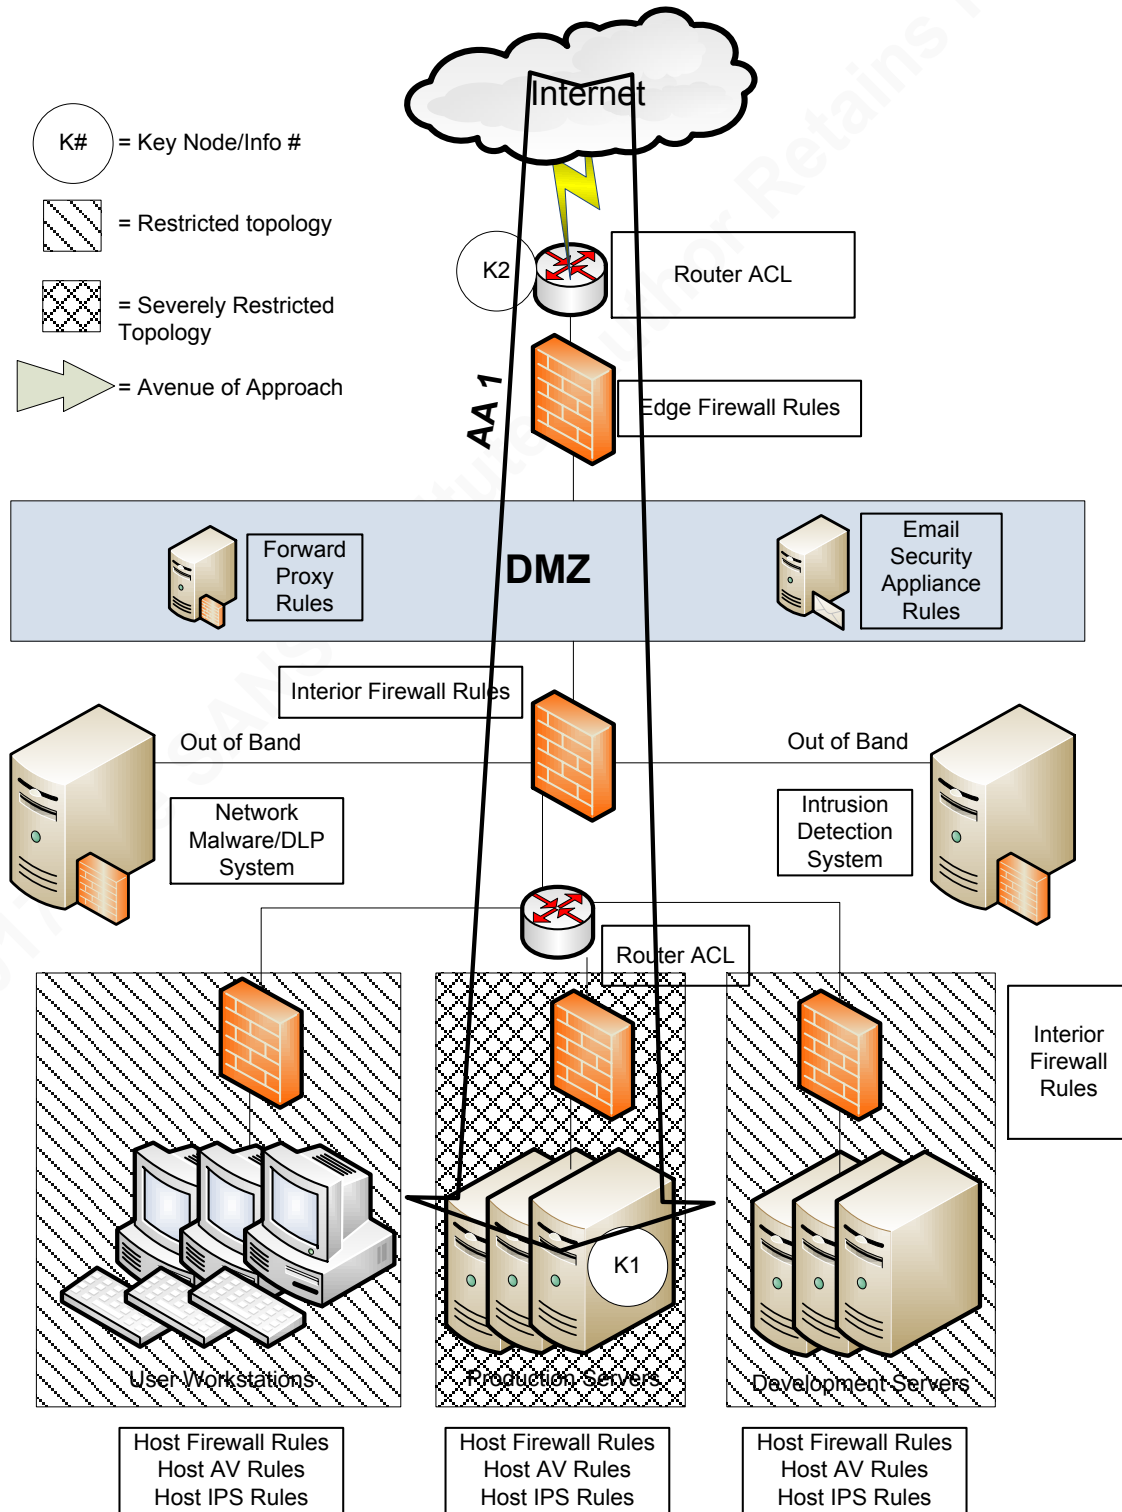 Internet
K#
= Key Node/Info #
= Restricted topology
= Severely Restricted
Topology
= Avenue of Approach
K2
Router ACL
AA 1
Edge Firewall Rules
Forward
Proxy
Rules
DMZ
Email
Security
Appliance
Rules
Interior Firewall Rules
Out of Band
Out of Band
Network
Malware/DLP
System
Intrusion
Detection
System
Router ACL
Interior
Firewall
Rules
K1
User Workstations
Production Servers
Development Servers
Host Firewall Rules
Host AV Rules
Host IPS Rules
Host Firewall Rules
Host AV Rules
Host IPS Rules
Host Firewall Rules
Host AV Rules
Host IPS Rules
Author Retains
SANS